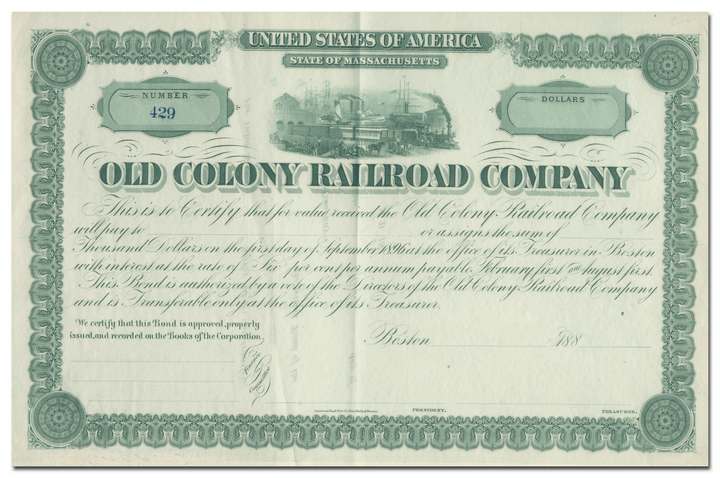 UNITED STATES OF AMERICA
STATE OF MASSACHUSETTS
NUMBER
429
DOLLARS
OLD COLONY RAILROAD COMPANY
This is to Certify that for value received the Old Colony Railroad Company
will pay to or assigns the sum of
Thousand Dollars on the first day of September 1896 at the office of its Treasurer in Boston
with interest at the rate of Six per cent per annum payable February first and August first.
This Bond is authorized by a vote of the Directors of the Old Colony Railroad Company
and is Transferable only at the office of its Treasurer.
We certify that this Bond is approved, properly
issued, and recorded on the Books of the Corporation.
Finance
Committee
Boston 188
PRESIDENT.
TREASURER.